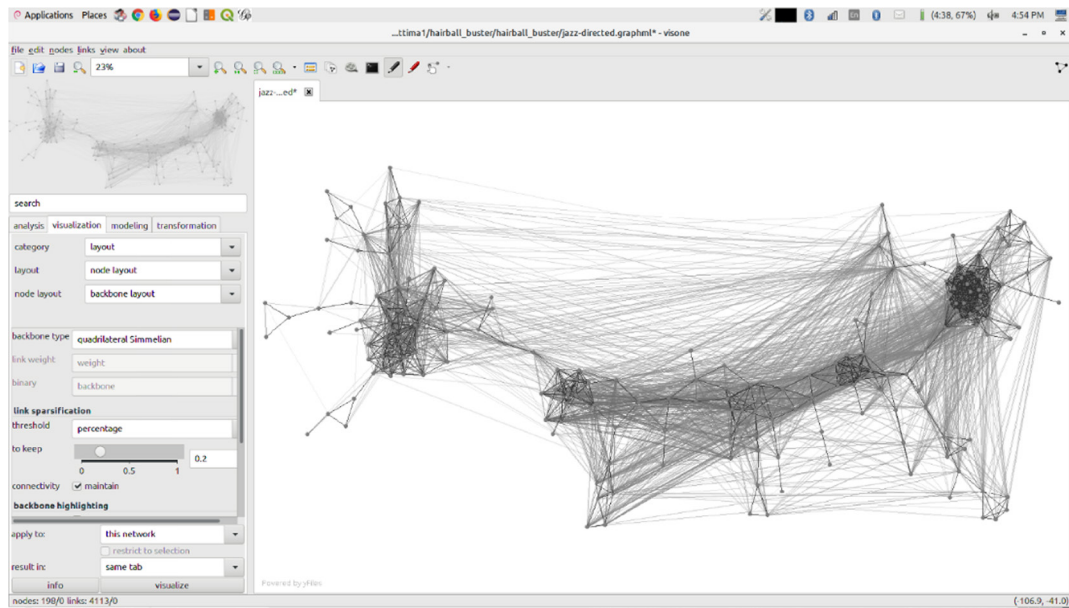 Applications Places (4:38, 67%) 4:54 PM
...ttima1/hairball_buster/hairball_buster/jazz-directed.graphml* - visone
file edit nodes links view about
23%
jazz-...ed*
search
analysis visualization modeling transformation
category layout
layout node layout
node layout backbone layout
backbone type quadrilateral Simmelian
link weight: weight
binary backbone
link sparsification
threshold percentage
to keep 0.2
0 0.5 1
connectivity maintain
backbone highlighting
apply to: this network
restrict to selection
result in: same tab
info visualize
Powered by yFiles
nodes: 198/0 links: 4113/0 (-106.9, -41.0)